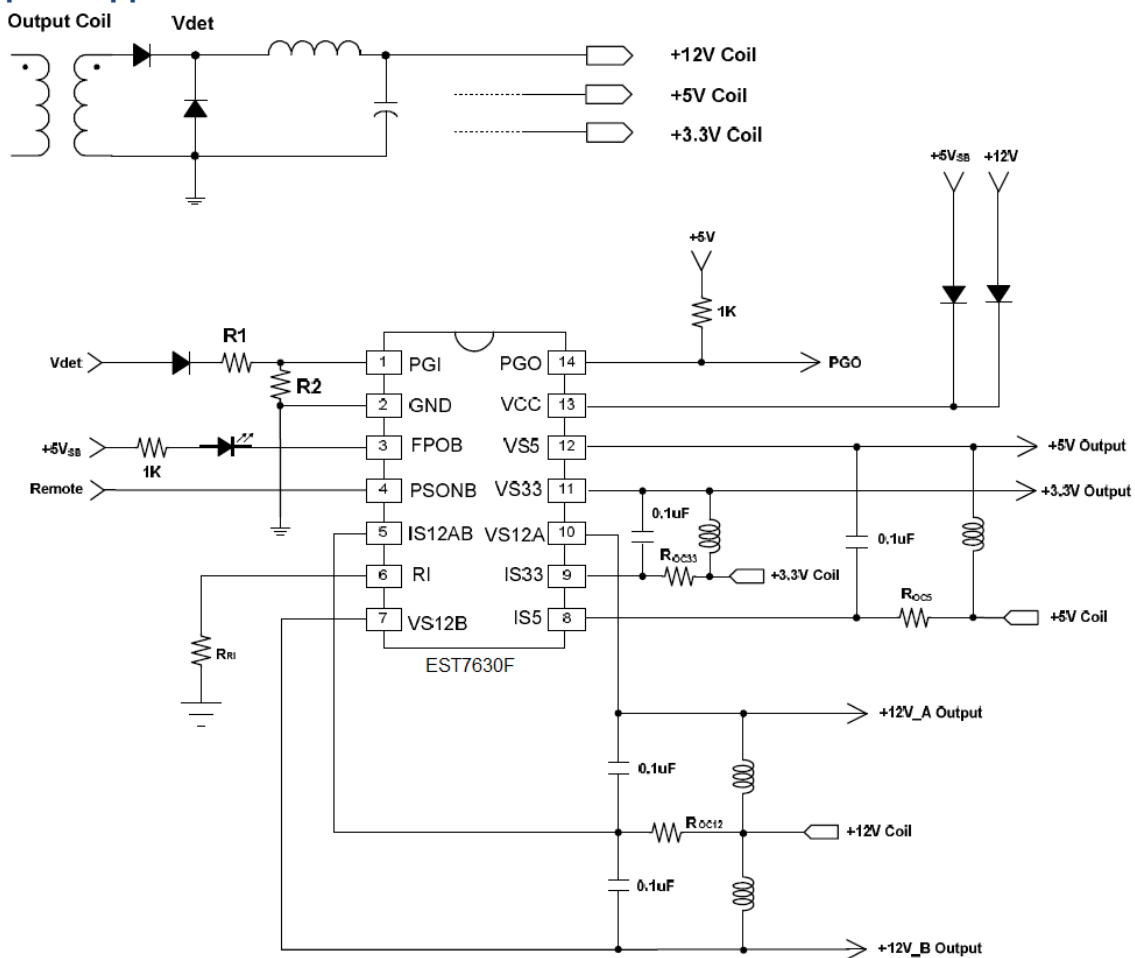 Output Coil
Vdet
+12V Coil
+5V Coil
+3.3V Coil
+5VSB
+12V
+5V
1K
R1
Vdet
1
PGI
PGO
14
PGO
R2
2
GND
VCC
13
+5VSB
1K
3
FPOB
VS5
12
+5V Output
Remote
4
PSONB
VS33
11
+3.3V Output
0.1uF
5
IS12AB
VS12A
10
0.1uF
ROC33
6
RI
IS33
9
+3.3V Coil
ROC5
7
VS12B
IS5
8
+5V Coil
RRI
EST7630F
+12V_A Output
0.1uF
ROC12
+12V Coil
0.1uF
+12V_B Output